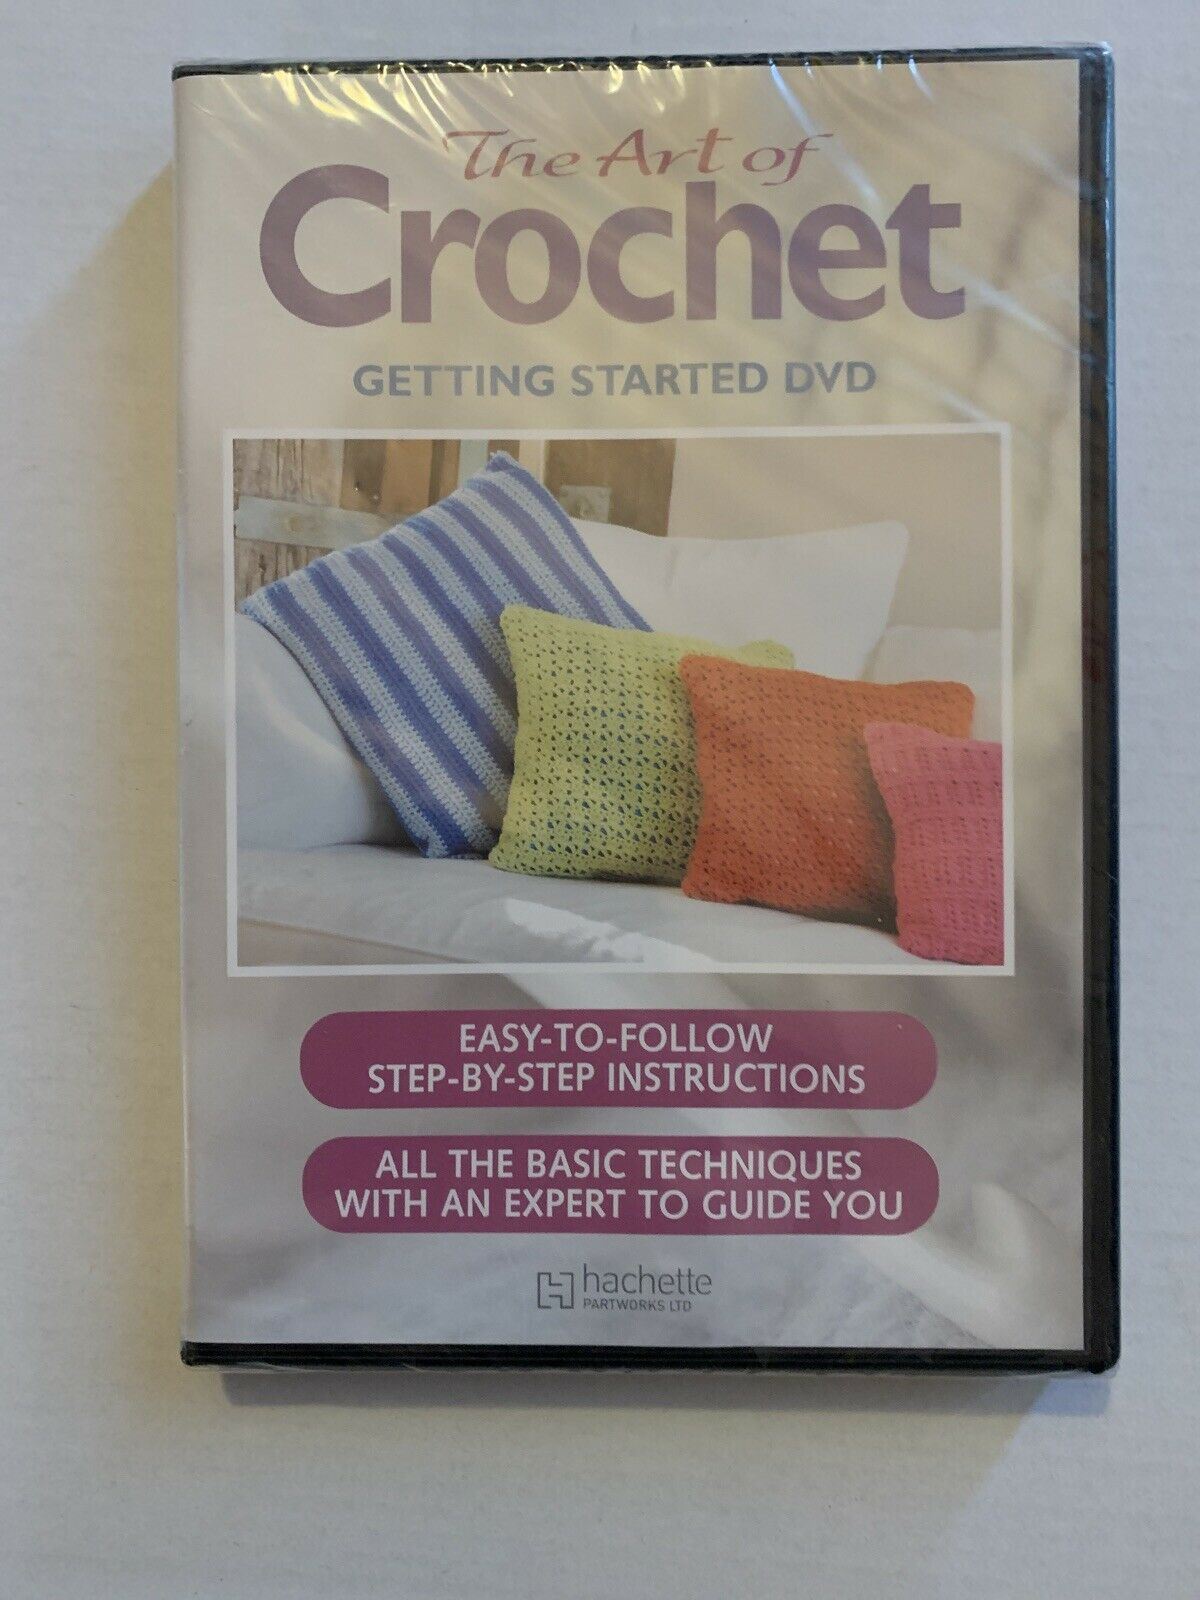 The Art of
Crochet
GETTING STARTED DVD
EASY-TO-FOLLOW
STEP-BY-STEP INSTRUCTIONS
ALL THE BASIC TECHNIQUES
WITH AN EXPERT TO GUIDE YOU
hachette
PARTWORKS LTD